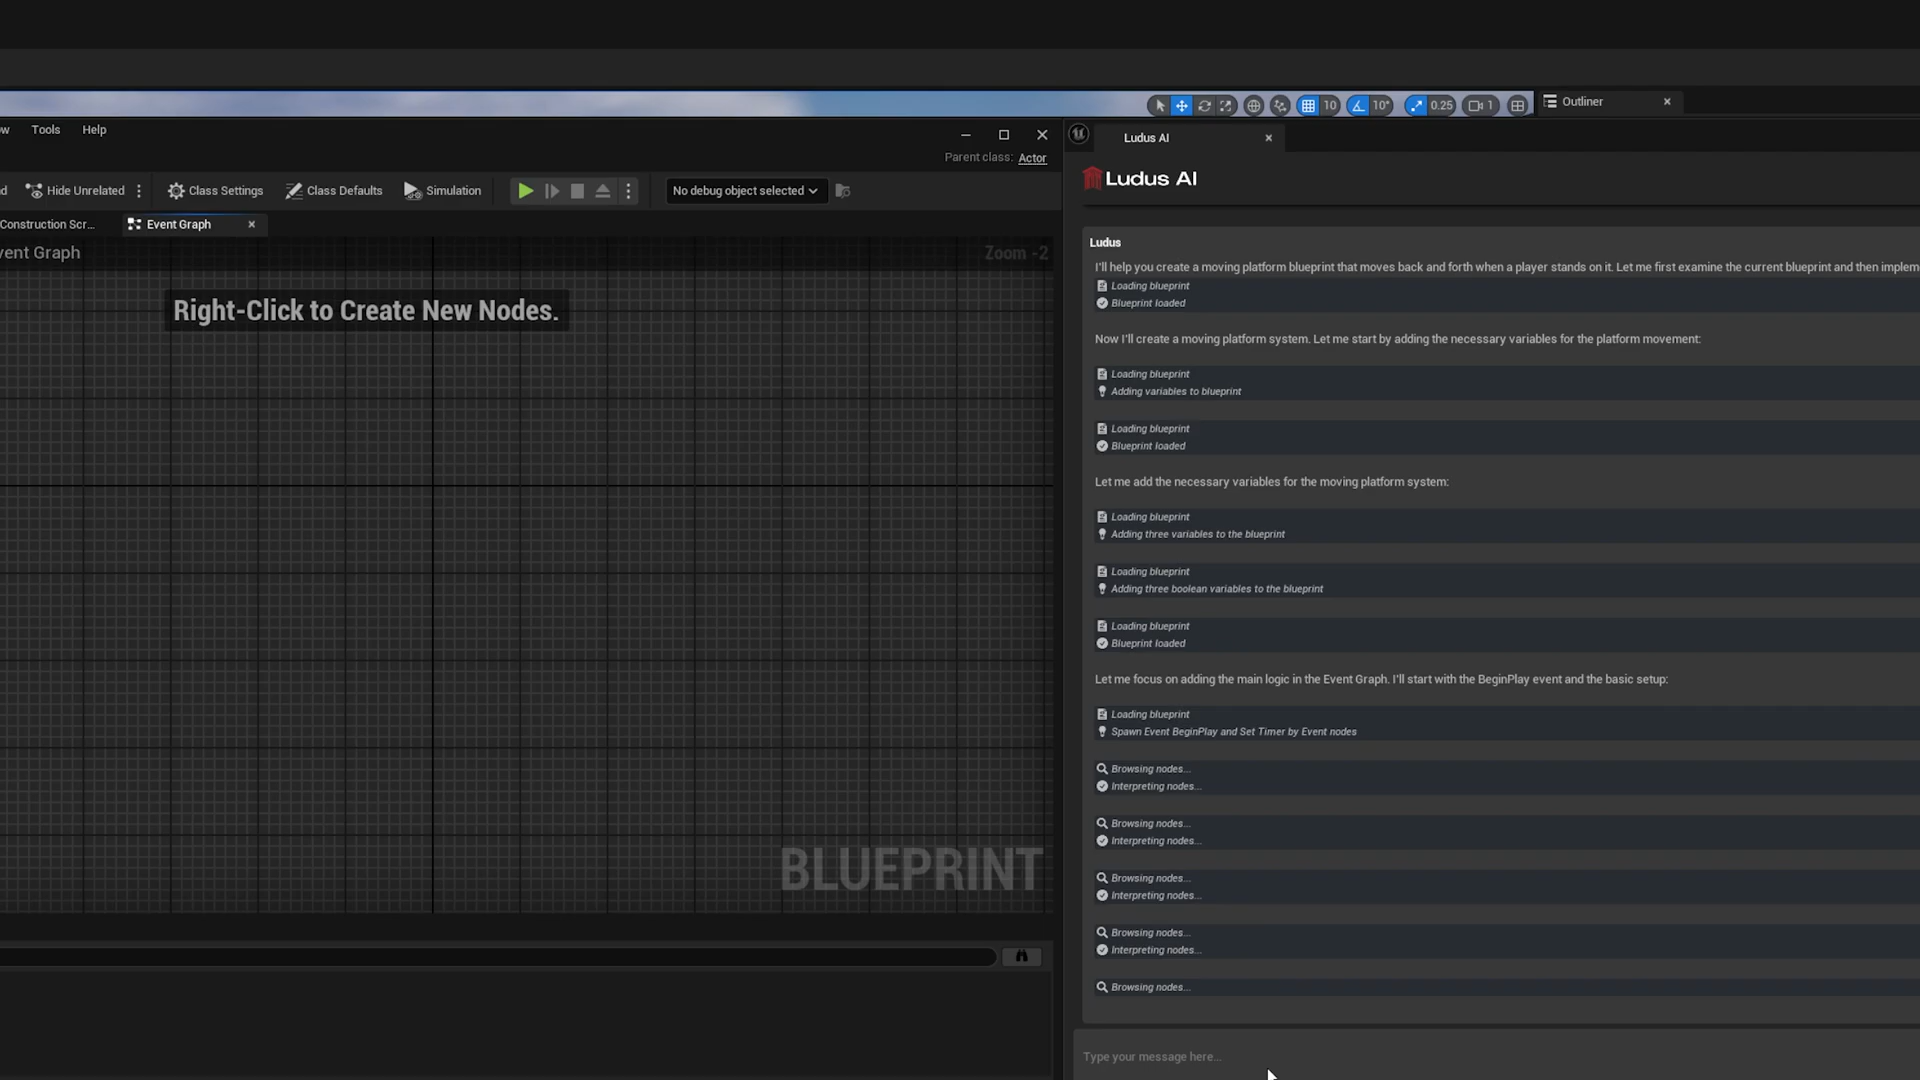 10
10°
0.25
1
Outliner
ow
Tools
Help
Parent class: Actor
Ludus AI
Ludus AI
Hide Unrelated
Class Settings
Class Defaults
Simulation
No debug object selected
Construction Scr...
Event Graph
vent Graph
Zoom -2
Right-Click to Create New Nodes.
BLUEPRINT
Ludus
I'll help you create a moving platform blueprint that moves back and forth when a player stands on it. Let me first examine the current blueprint and then implem
Loading blueprint
Blueprint loaded
Now I'll create a moving platform system. Let me start by adding the necessary variables for the platform movement:
Loading blueprint
Adding variables to blueprint
Loading blueprint
Blueprint loaded
Let me add the necessary variables for the moving platform system:
Loading blueprint
Adding three variables to the blueprint
Loading blueprint
Adding three boolean variables to the blueprint
Loading blueprint
Blueprint loaded
Let me focus on adding the main logic in the Event Graph. I'll start with the BeginPlay event and the basic setup:
Loading blueprint
Spawn Event BeginPlay and Set Timer by Event nodes
Browsing nodes...
Interpreting nodes...
Browsing nodes...
Interpreting nodes...
Browsing nodes...
Interpreting nodes...
Browsing nodes...
Interpreting nodes...
Browsing nodes...
Type your message here...